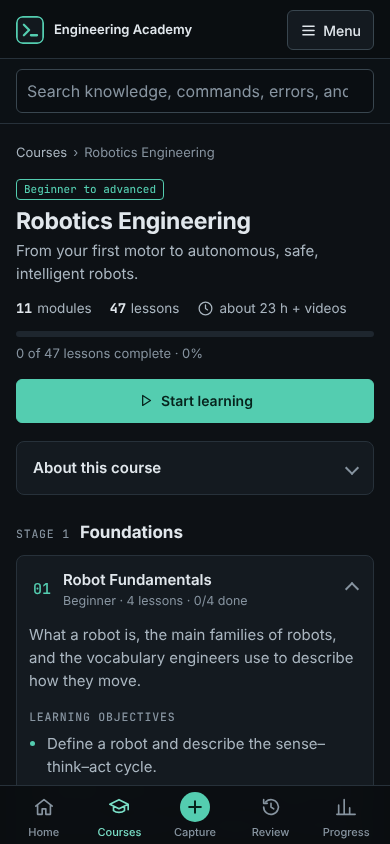 Engineering Academy
Menu
Search knowledge, commands, errors, and
Courses › Robotics Engineering
Beginner to advanced
Robotics Engineering
From your first motor to autonomous, safe,
intelligent robots.
11 modules 47 lessons about 23 h + videos
0 of 47 lessons complete · 0%
Start learning
About this course
STAGE 1 Foundations
01 Robot Fundamentals
Beginner · 4 lessons · 0/4 done
What a robot is, the main families of robots,
and the vocabulary engineers use to describe
how they move.
LEARNING OBJECTIVES
• Define a robot and describe the sense–
think–act cycle.
Home Courses Capture Review Progress